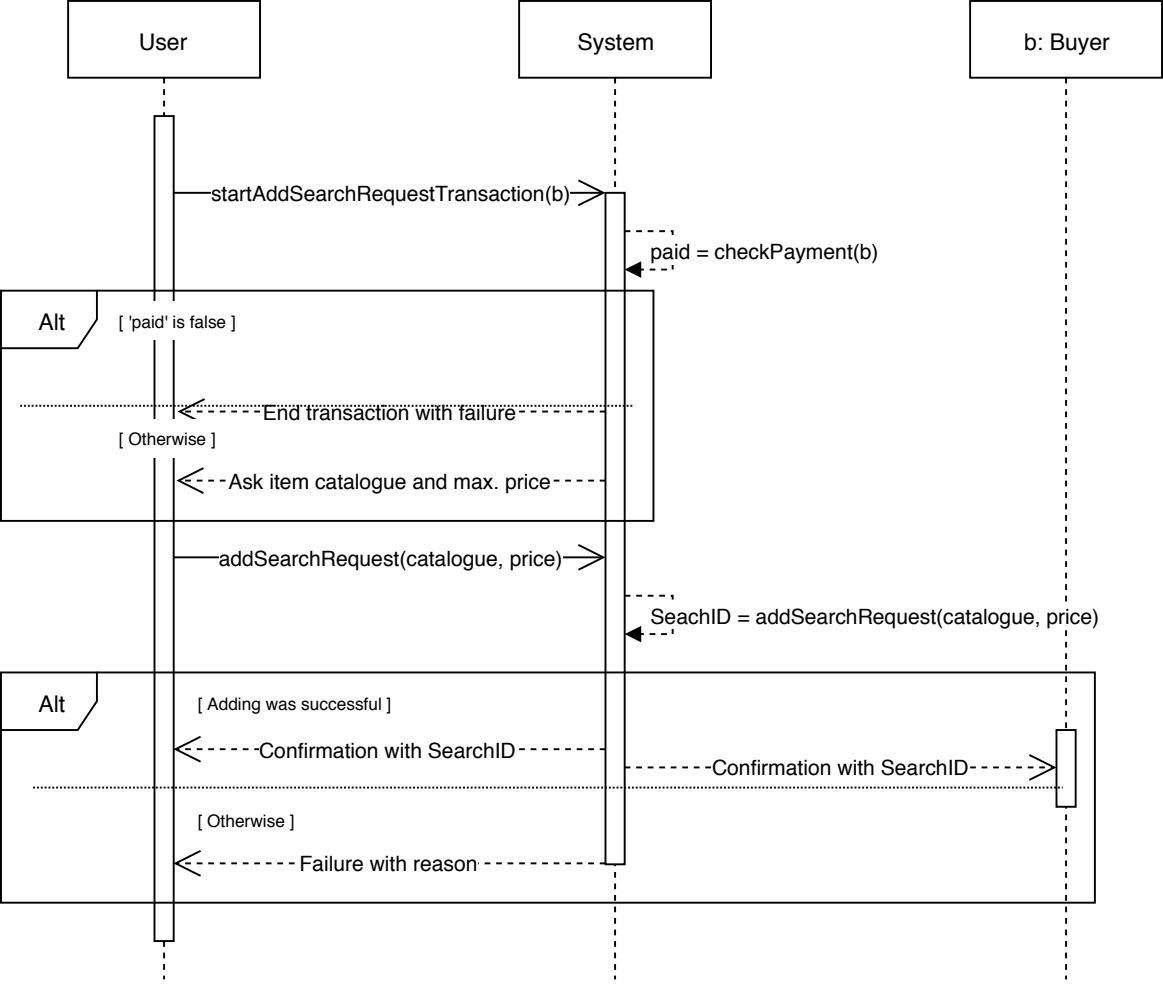 User
System
b: Buyer
startAddSearchRequestTransaction(b)
paid = checkPayment(b)
Alt
[ 'paid' is false ]
End transaction with failure
[ Otherwise ]
Ask item catalogue and max. price
addSearchRequest(catalogue, price)
SeachID = addSearchRequest(catalogue, price)
Alt
[ Adding was successful ]
Confirmation with SearchID
Confirmation with SearchID
[ Otherwise ]
Failure with reason